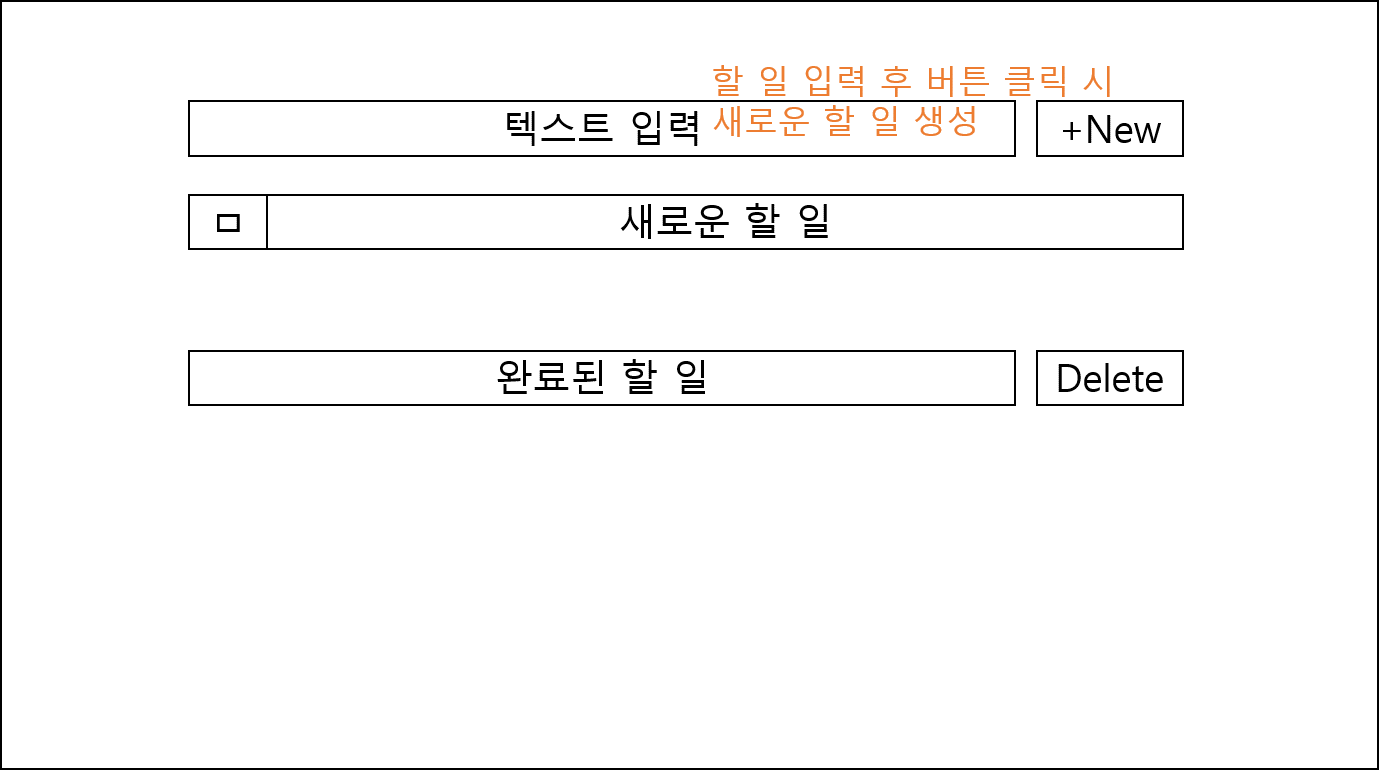 할 일 입력 후 버튼 클릭 시
새로운 할 일 생성
텍스트 입력
+New
ㅁ
새로운 할 일
완료된 할 일
Delete